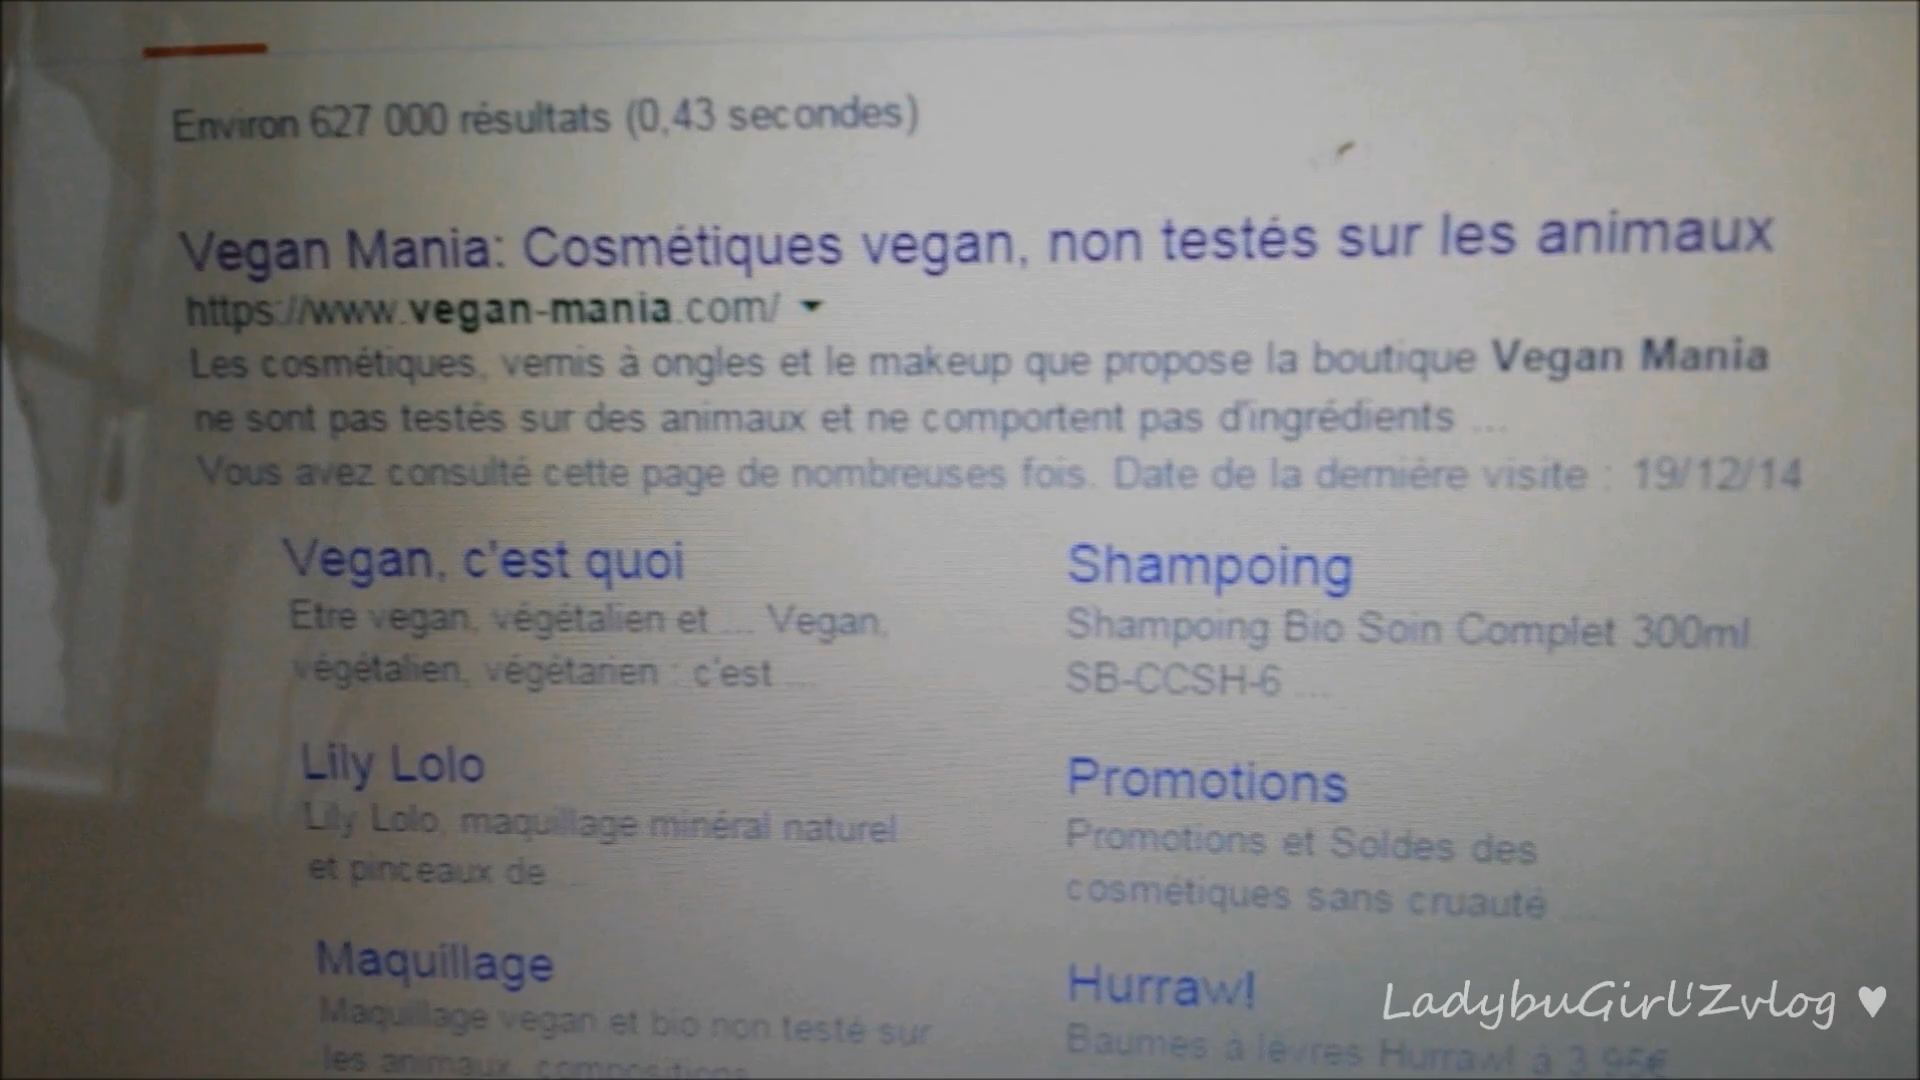 Environ 627 000 résultats (0,43 secondes)
Vegan Mania: Cosmétiques vegan, non testés sur les animaux
https://www.vegan-mania.com/
Les cosmétiques, vernis à ongles et le makeup que propose la boutique Vegan Mania
ne sont pas testés sur des animaux et ne comportent pas d'ingrédients ...
Vous avez consulté cette page de nombreuses fois. Date de la dernière visite : 19/12/14
Vegan, c'est quoi
Etre vegan, végétalien et ... Vegan,
végétalien, végétarien : c'est ...
Shampoing
Shampoing Bio Soin Complet 300ml
SB-CCSH-6 ...
Lily Lolo
Lily Lolo, maquillage minéral naturel
et pinceaux de
Promotions
Promotions et Soldes des
cosmétiques sans cruauté
Maquillage
Maquillage vegan et bio non testé sur
les animaux, compositions
Hurraw!
Baumes à lèvres Hurraw! à 3.95€
LadybuGirl'Zvlog ♥